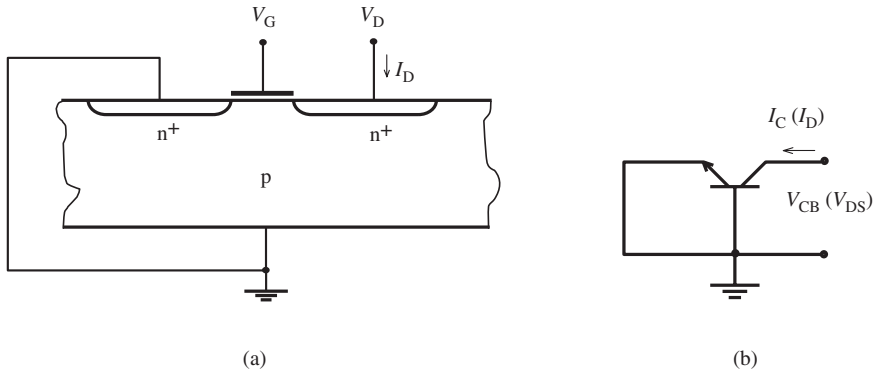 V_G
V_D
I_D
n+
n+
p
(a)
I_C (I_D)
V_CB (V_DS)
(b)